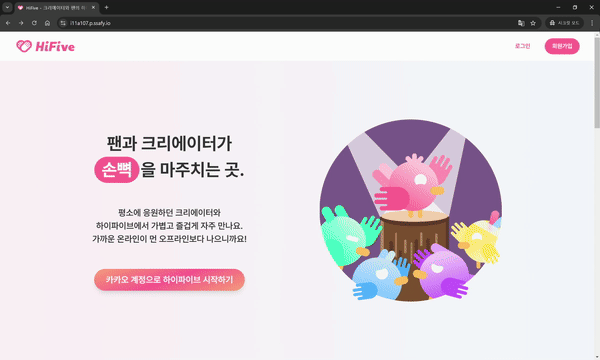 HiFive - 크리에이터와 팬의
i11a107.p.ssafy.io
시크릿 모드
HiFive
로그인
회원가입
팬과 크리에이터가
손뼉을 마주치는 곳.
평소에 응원하던 크리에이터와
하이파이브에서 가볍고 즐겁게 자주 만나요.
가까운 온라인이 먼 오프라인보다 나으니까요!
카카오 계정으로 하이파이브 시작하기